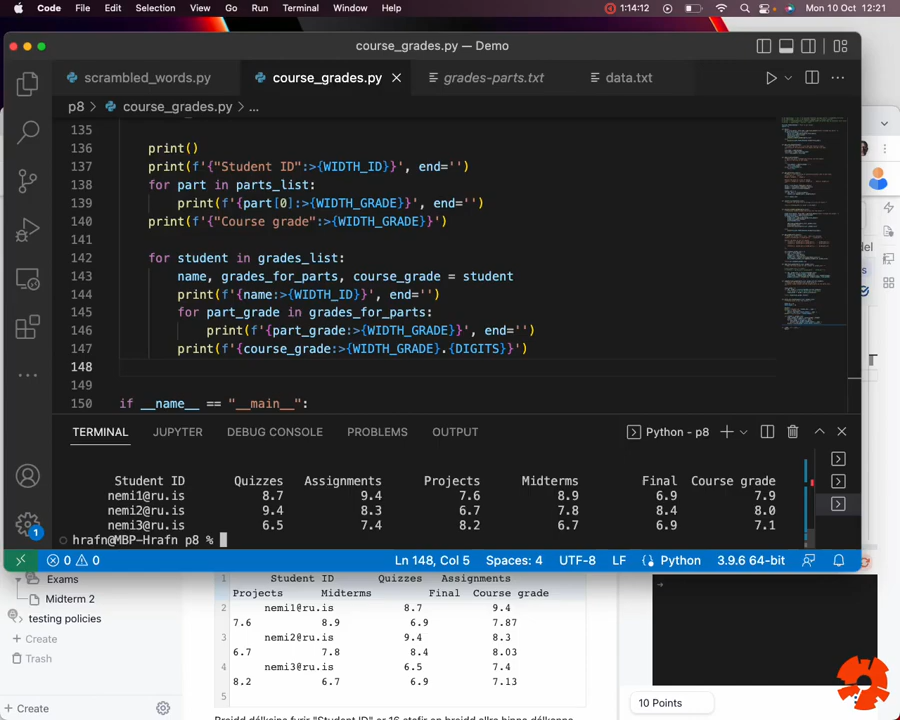 Code File Edit Selection View Go Run Terminal Window Help 1:14:12 Mon 10 Oct 12:21
course_grades.py — Demo
scrambled_words.py course_grades.py grades-parts.txt data.txt
p8 > course_grades.py > ...
135
136 print()
137 print(f'{"Student ID":>{WIDTH_ID}}', end='')
138 for part in parts_list:
139 print(f'{part[0]:>{WIDTH_GRADE}}', end='')
140 print(f'{"Course grade":>{WIDTH_GRADE}}')
141
142 for student in grades_list:
143 name, grades_for_parts, course_grade = student
144 print(f'{name:>{WIDTH_ID}}', end='')
145 for part_grade in grades_for_parts:
146 print(f'{part_grade:>{WIDTH_GRADE}}', end='')
147 print(f'{course_grade:>{WIDTH_GRADE}.{DIGITS}}')
148
149
150 if __name__ == "__main__":
TERMINAL JUPYTER DEBUG CONSOLE PROBLEMS OUTPUT Python - p8
Student ID Quizzes Assignments Projects Midterms Final Course grade
nemi1@ru.is 8.7 9.4 7.6 8.9 6.9 7.9
nemi2@ru.is 9.4 8.3 6.7 7.8 8.4 8.0
nemi3@ru.is 6.5 7.4 8.2 6.7 6.9 7.1
hrafn@MBP-Hrafn p8 %
1
0 0 Ln 148, Col 5 Spaces: 4 UTF-8 LF Python 3.9.6 64-bit
Exams
Midterm 2
testing policies
Create
Trash
Create
1 Student ID Quizzes Assignments
Projects Midterms Final Course grade
2 nemi1@ru.is 8.7 9.4
7.6 8.9 6.9 7.87
3 nemi2@ru.is 9.4 8.3
6.7 7.8 8.4 8.03
4 nemi3@ru.is 6.5 7.4
8.2 6.7 6.9 7.13
5
10 Points